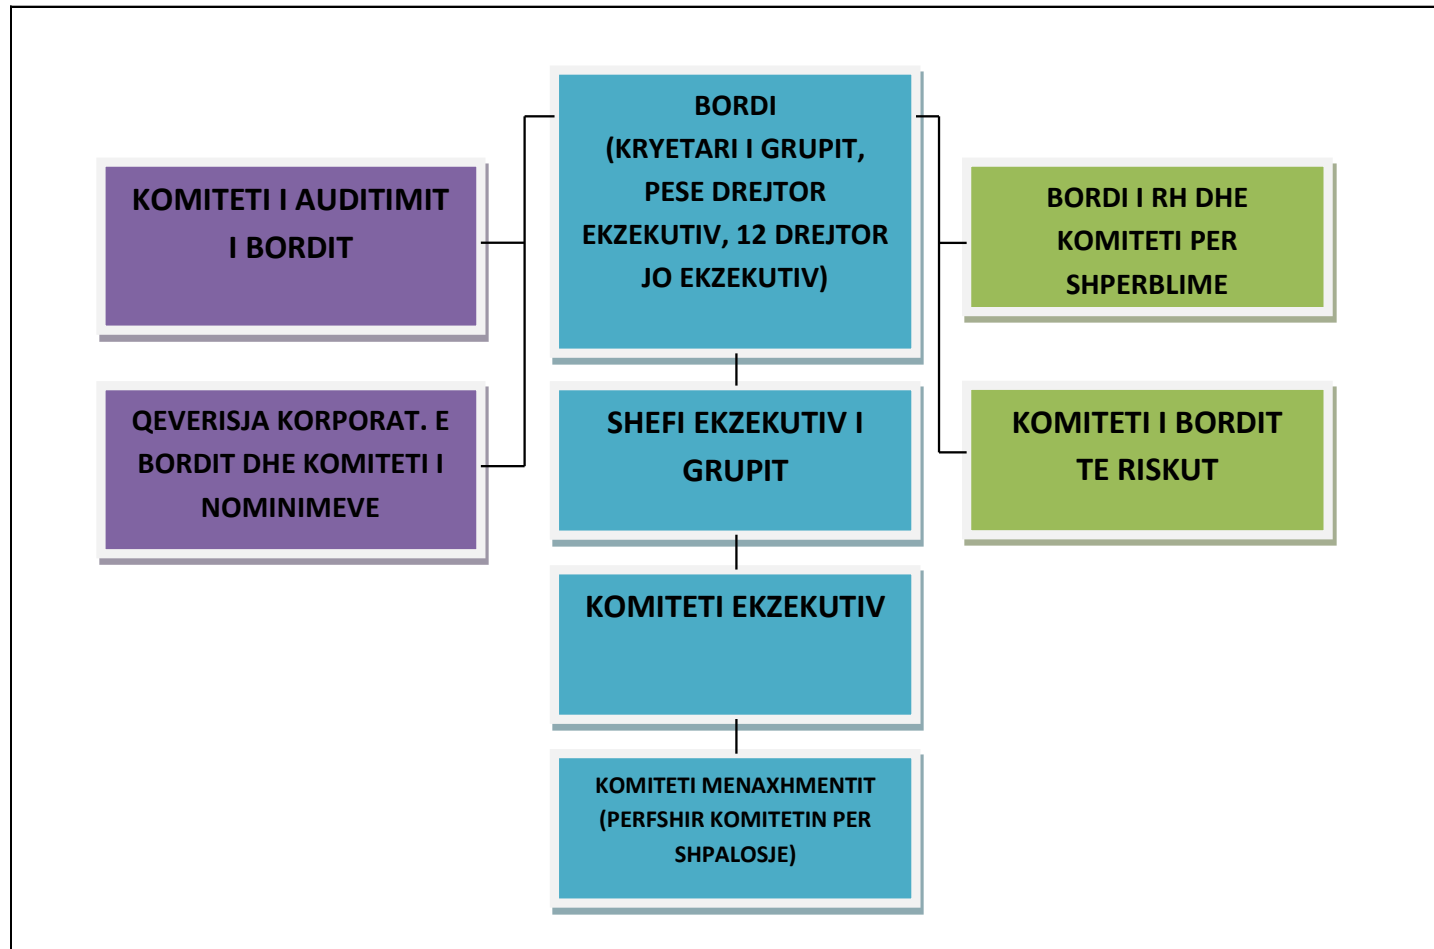 BORDI
(KRYETARI I GRUPIT,
PESE DREJTOR
EKZEKUTIV, 12 DREJTOR
JO EKZEKUTIV)
KOMITETI I AUDITIMIT
I BORDIT
BORDI I RH DHE
KOMITETI PER
SHPERBLIME
QEVERISJA KORPORAT. E
BORDIT DHE KOMITETI I
NOMINIMEVE
SHEFI EKZEKUTIV I
GRUPIT
KOMITETI I BORDIT
TE RISKUT
KOMITETI EKZEKUTIV
KOMITETI MENAXHMENTIT
(PERFSHIR KOMITETIN PER
SHPALOSJE)